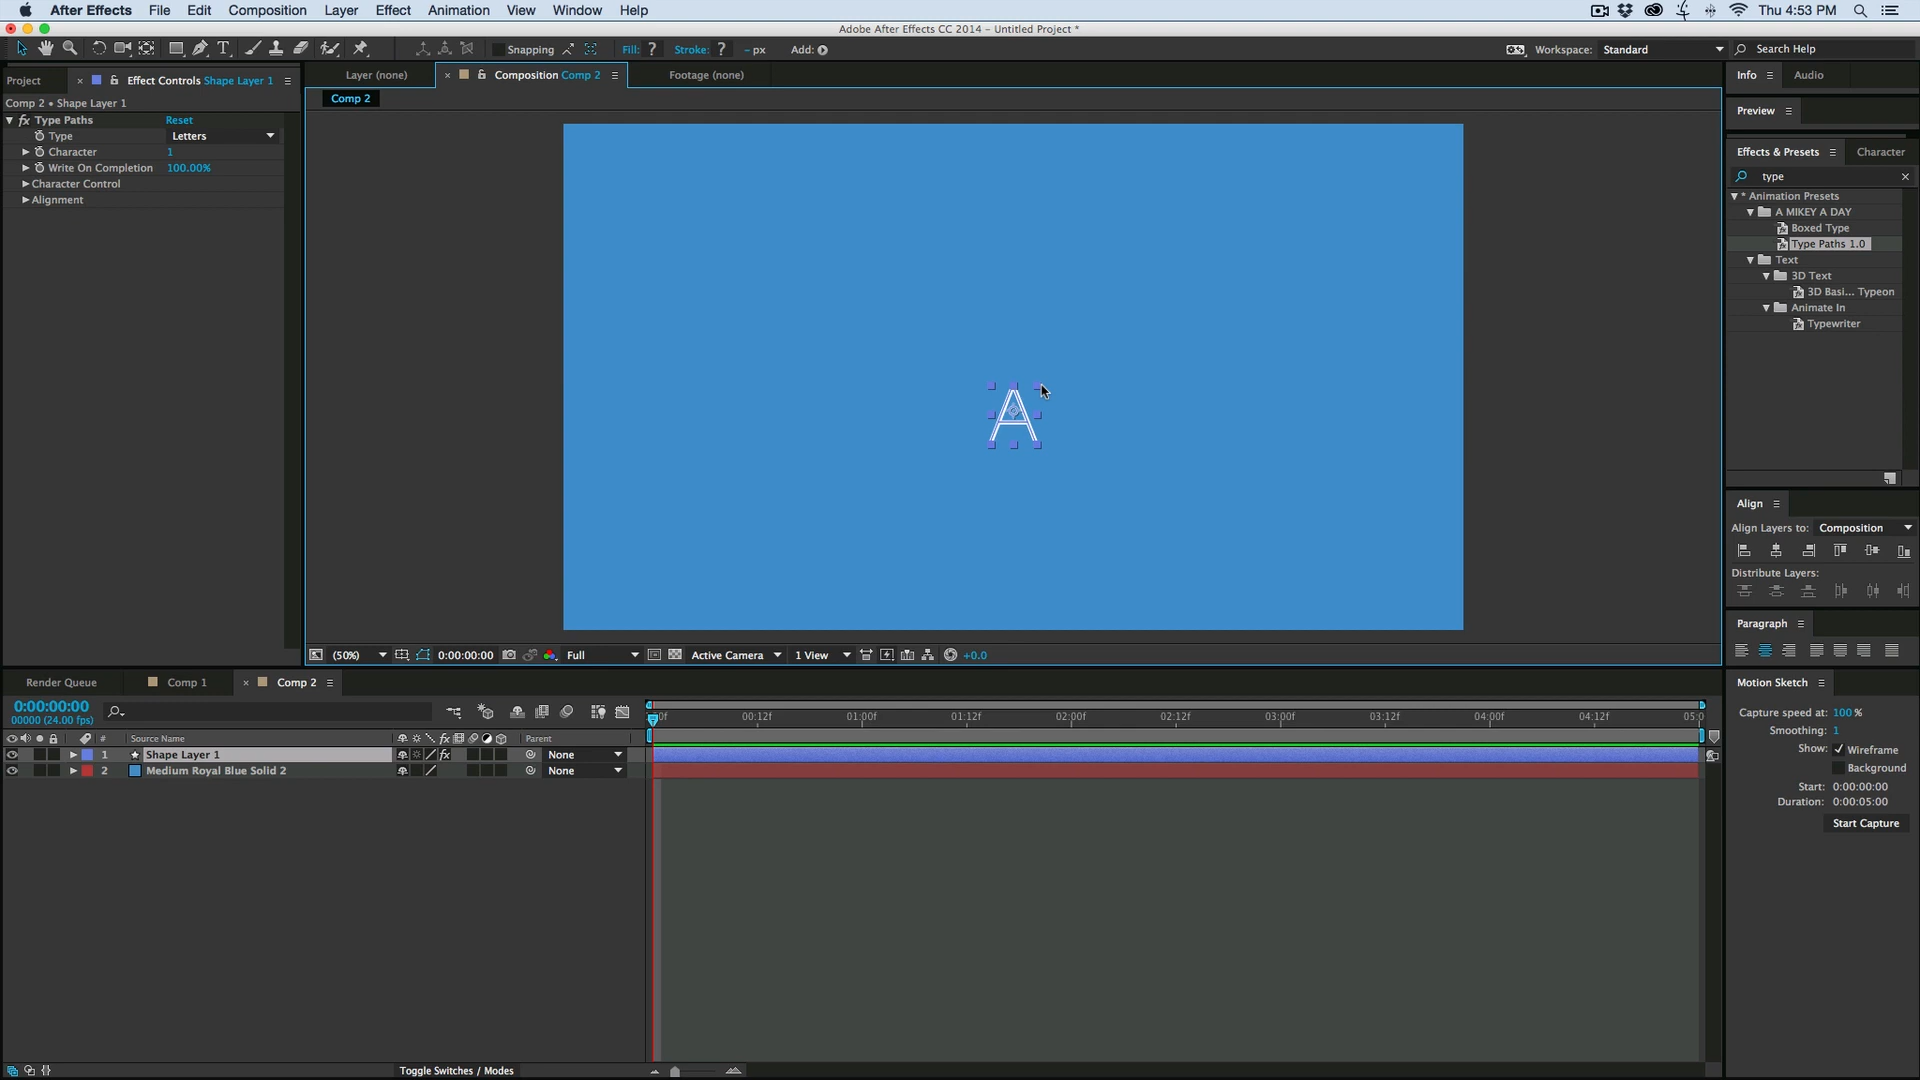 After Effects File Edit Composition Layer Effect Animation View Window Help Thu 4:53 PM
Adobe After Effects CC 2014 - Untitled Project *
Snapping Fill: ? Stroke: ? - px Add: Workspace: Standard Search Help
Project Effect Controls Shape Layer 1
Comp 2 • Shape Layer 1
fx Type Paths Reset
Type Letters
Character 1
Write On Completion 100.00%
Character Control
Alignment
Layer (none) Composition Comp 2 Footage (none)
Comp 2
A
(50%) 0:00:00:00 Full Active Camera 1 View +0.0
Info Audio
Preview
Effects & Presets Character
type
* Animation Presets
A MIKEY A DAY
Boxed Type
Type Paths 1.0
Text
3D Text
3D Basi... Typeon
Animate In
Typewriter
Align
Align Layers to: Composition
Distribute Layers:
Paragraph
Motion Sketch
Capture speed at: 100 %
Smoothing: 1
Show: Wireframe
Background
Start: 0:00:00:00
Duration: 0:00:05:00
Start Capture
Render Queue Comp 1 Comp 2
0:00:00:00
00000 (24.00 fps)
00f 00:12f 01:00f 01:12f 02:00f 02:12f 03:00f 03:12f 04:00f 04:12f 05:0
# Source Name fx Parent
1 Shape Layer 1 fx None
2 Medium Royal Blue Solid 2 None
Toggle Switches / Modes